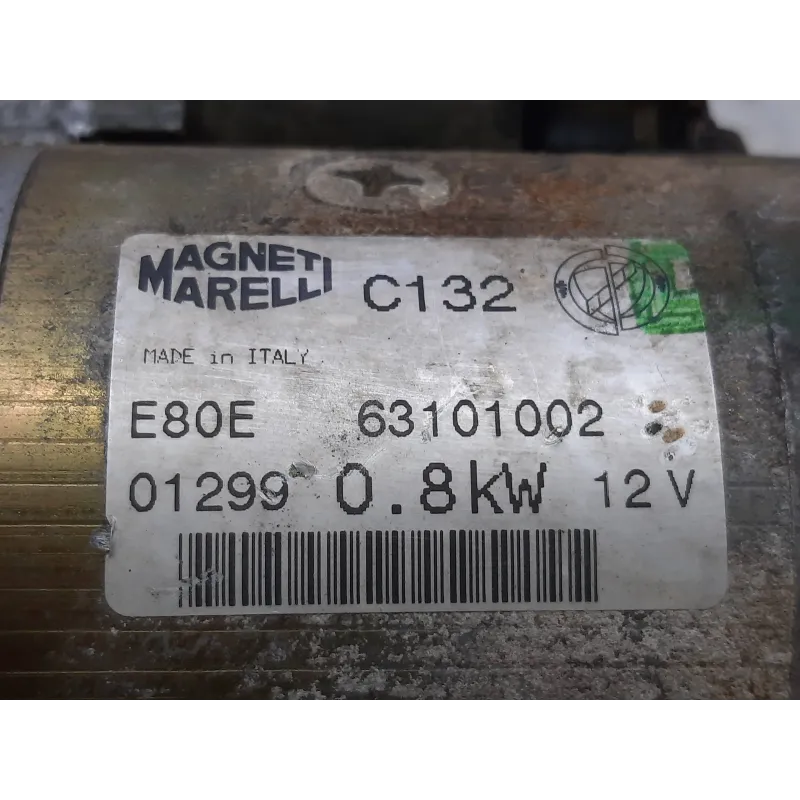 MAGNETI
MARELLI C132
MADE in ITALY
E80E 63101002
01299 0.8kW 12V